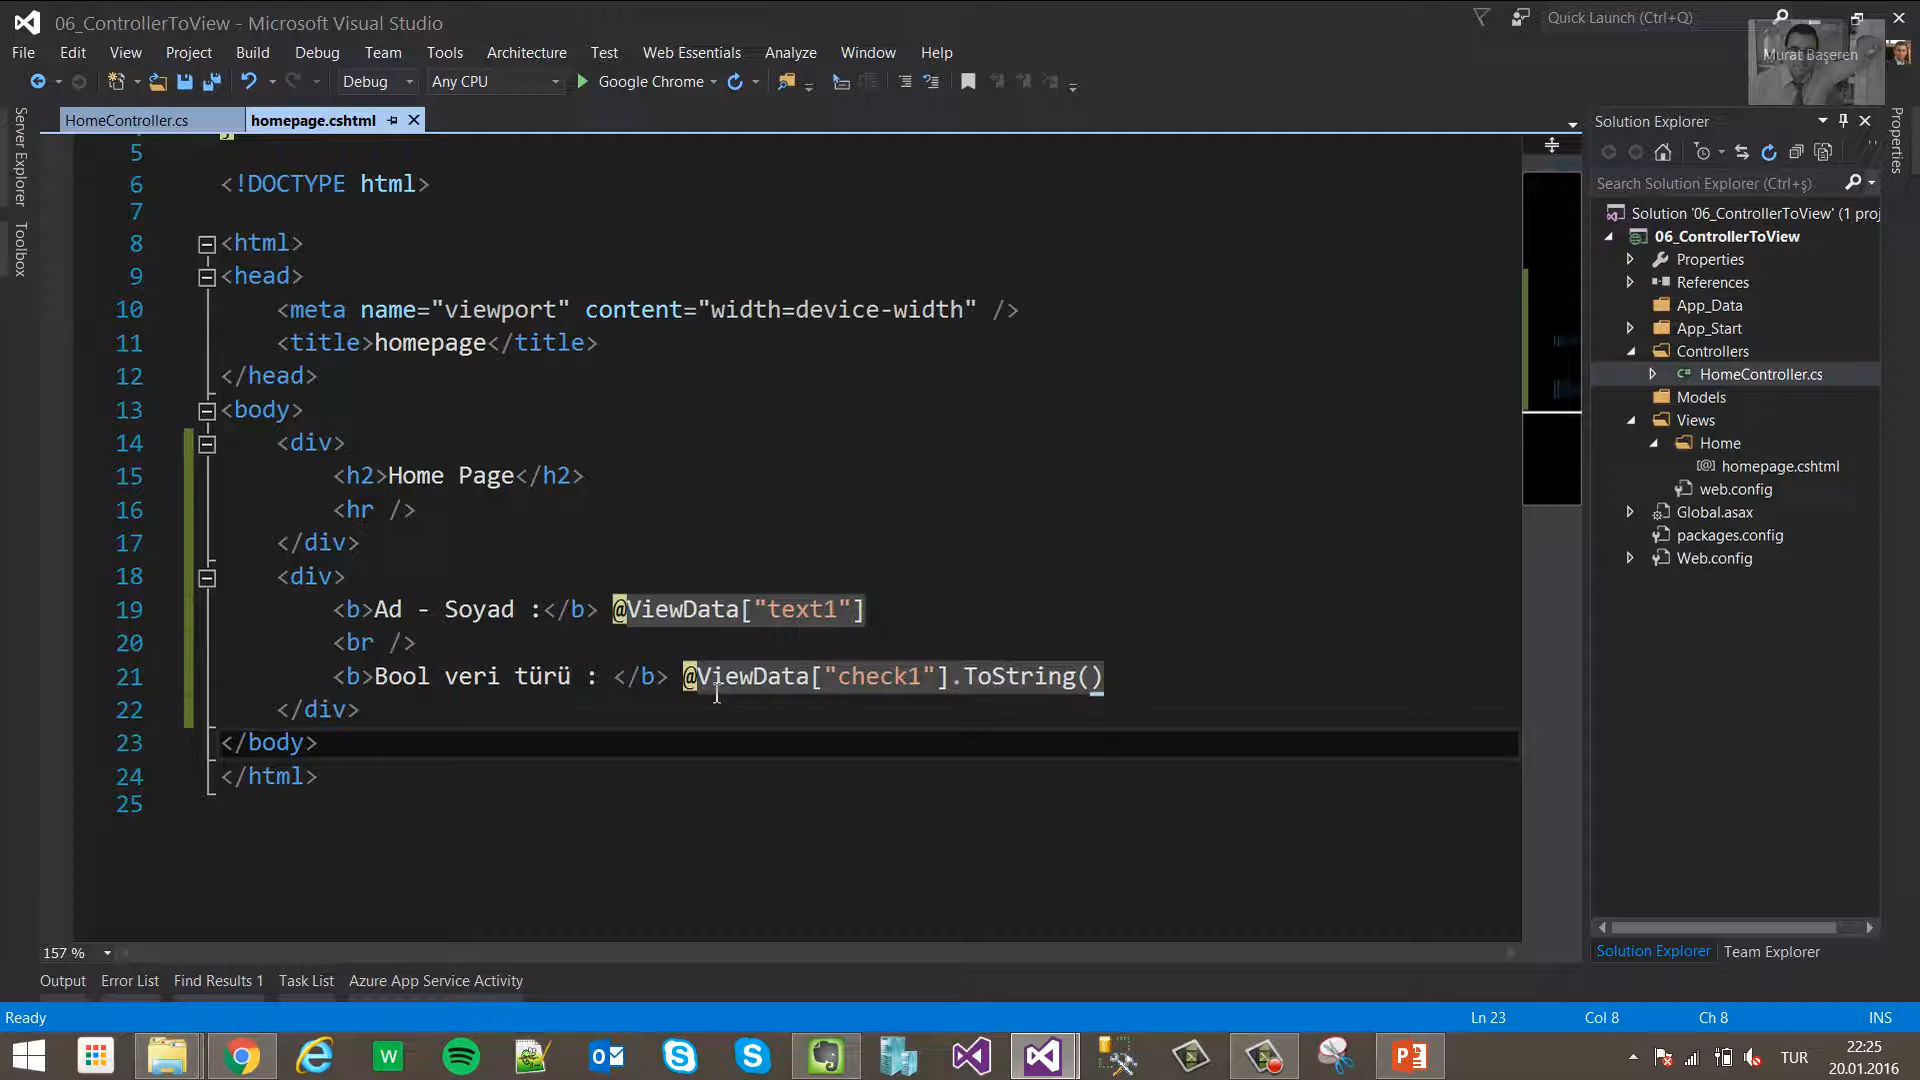 06_ControllerToView - Microsoft Visual Studio
Quick Launch (Ctrl+Q)
Murat Başeren
File Edit View Project Build Debug Team Tools Architecture Test Web Essentials Analyze Window Help
Debug Any CPU Google Chrome
Server Explorer
Toolbox
HomeController.cs homepage.cshtml
5
6 <!DOCTYPE html>
7
8 <html>
9 <head>
10 <meta name="viewport" content="width=device-width" />
11 <title>homepage</title>
12 </head>
13 <body>
14 <div>
15 <h2>Home Page</h2>
16 <hr />
17 </div>
18 <div>
19 <b>Ad - Soyad :</b> @ViewData["text1"]
20 <br />
21 <b>Bool veri türü : </b> @ViewData["check1"].ToString()
22 </div>
23 </body>
24 </html>
25
157 %
Solution Explorer
Search Solution Explorer (Ctrl+ş)
Solution '06_ControllerToView' (1 proj
06_ControllerToView
Properties
References
App_Data
App_Start
Controllers
HomeController.cs
Models
Views
Home
homepage.cshtml
web.config
Global.asax
packages.config
Web.config
Solution Explorer Team Explorer
Properties
Output Error List Find Results 1 Task List Azure App Service Activity
Ready Ln 23 Col 8 Ch 8 INS
TUR
22:25
20.01.2016